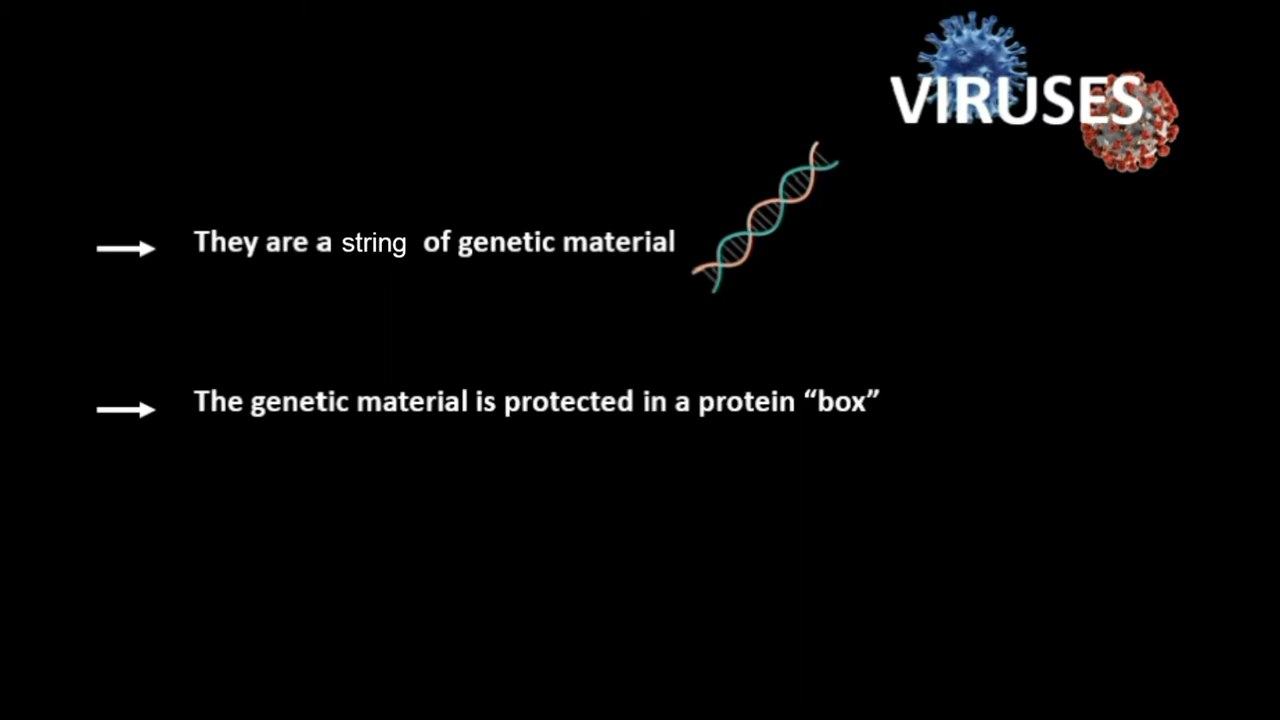 VIRUSES
They are a string of genetic material
The genetic material is protected in a protein “box”